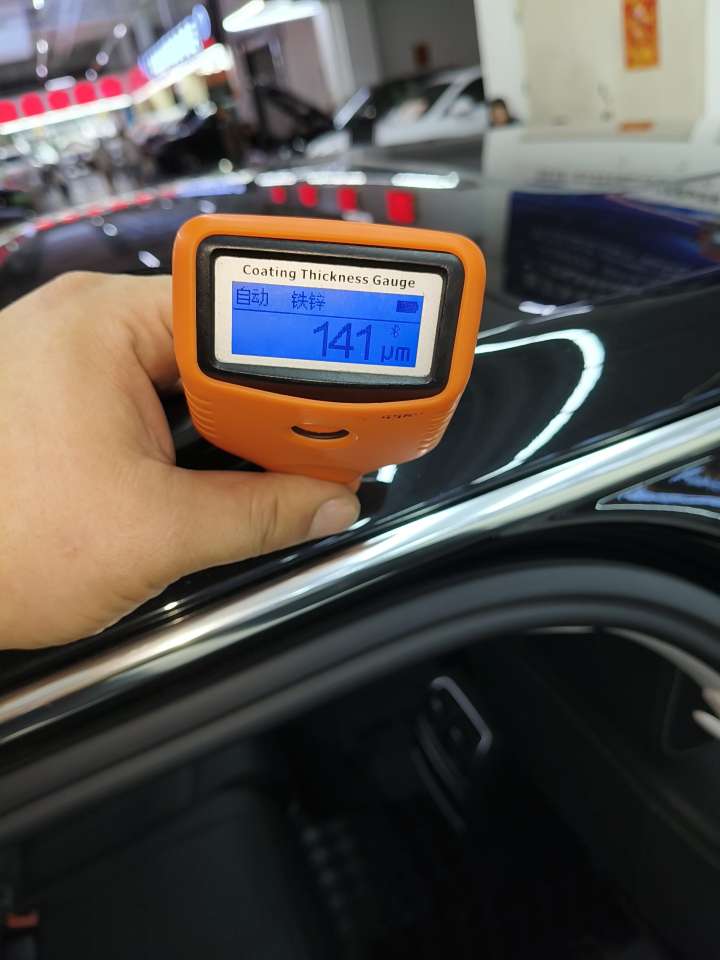 Coating Thickness Gauge
自动 铁锌
141 μm